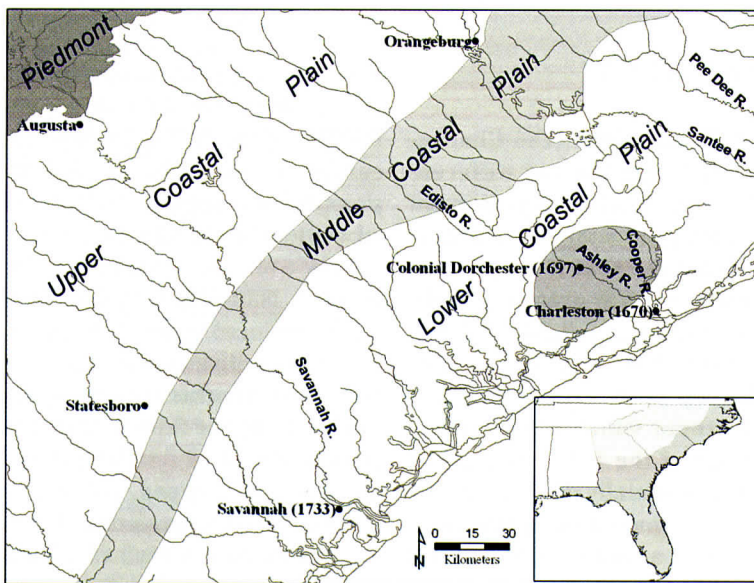 Orangeburg
Piedmont
Plain
Plain
Pee Dee R.
Augusta
Santee R.
Coastal
Coastal
Plain
Edisto R.
Middle
Coastal
Cooper R.
Upper
Colonial Dorchester (1697)
Ashley R.
Lower
Charleston (1670)
Savannah R.
Statesboro
Savannah (1733)
N
0 15 30
Kilometers